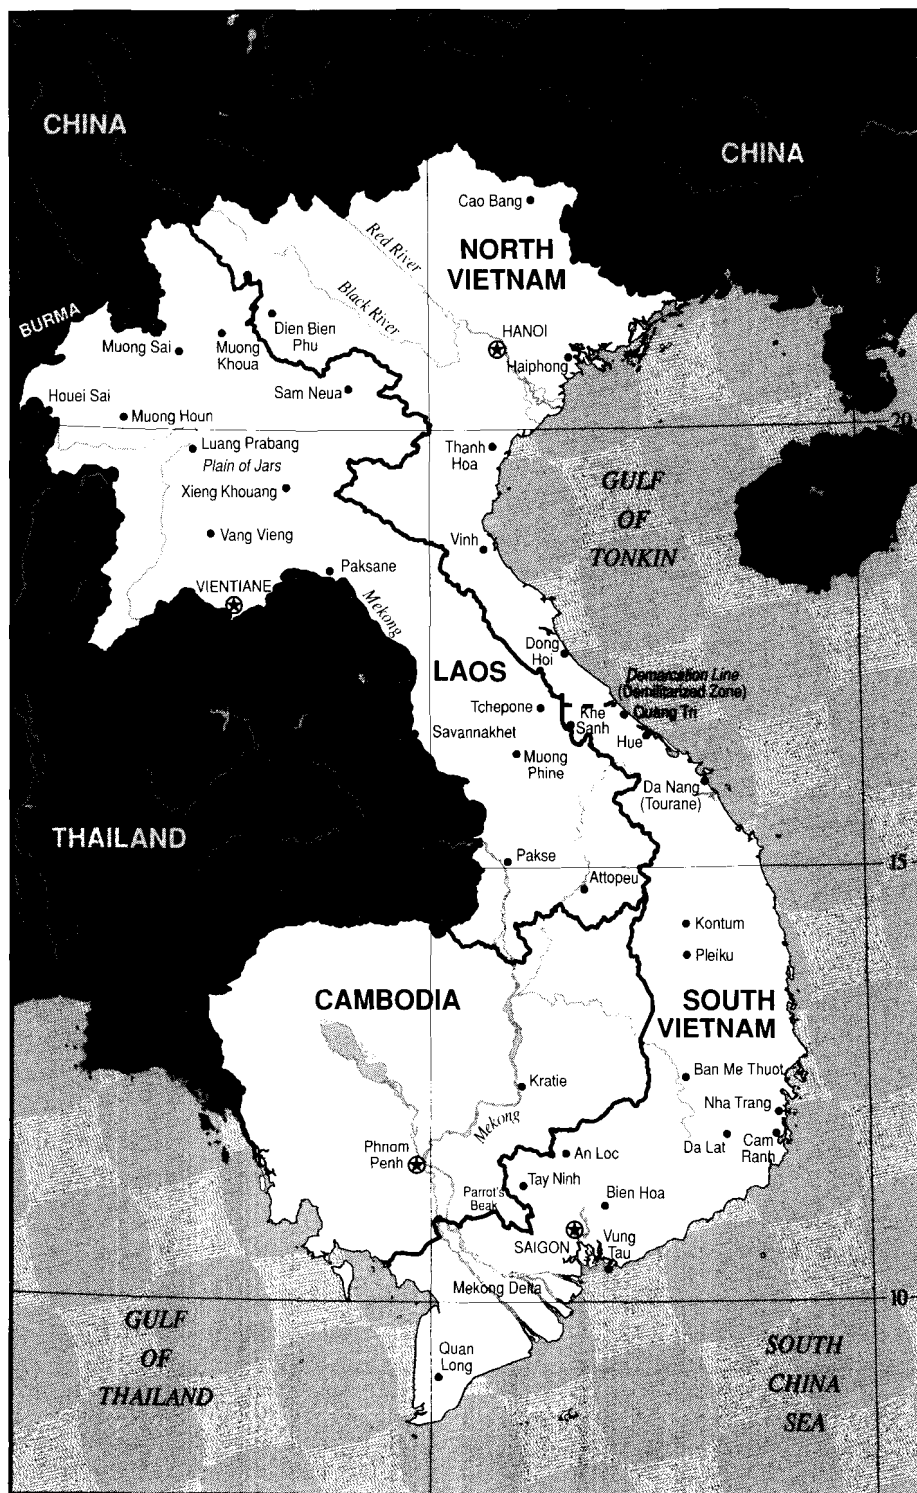 CHINA
CHINA
Cao Bang
Red River
NORTH
VIETNAM
Black River
BURMA
Dien Bien
Phu
HANOI
Muong Sai
Muong
Khoua
Haiphong
Sam Neua
Houei Sai
Muong Houn
20
Luang Prabang
Thanh
Hoa
Plain of Jars
GULF
OF
TONKIN
Xieng Khouang
Vang Vieng
Vinh
Paksane
VIENTIANE
Mekong
Dong
Hoi
LAOS
Demarcation Line
(Demilitarized Zone)
Tchepone
Khe
Sanh
Quang Tri
Savannakhet
Hue
Muong
Phine
Da Nang
(Tourane)
THAILAND
Pakse
15
Attopeu
Kontum
Pleiku
CAMBODIA
SOUTH
VIETNAM
Ban Me Thuot
Kratie
Nha Trang
Mekong
Da Lat
Cam
Ranh
Phnom
Penh
An Loc
Tay Ninh
Parrot's
Beak
Bien Hoa
SAIGON
Vung
Tau
Mekong Delta
10
GULF
OF
THAILAND
Quan
Long
SOUTH
CHINA
SEA